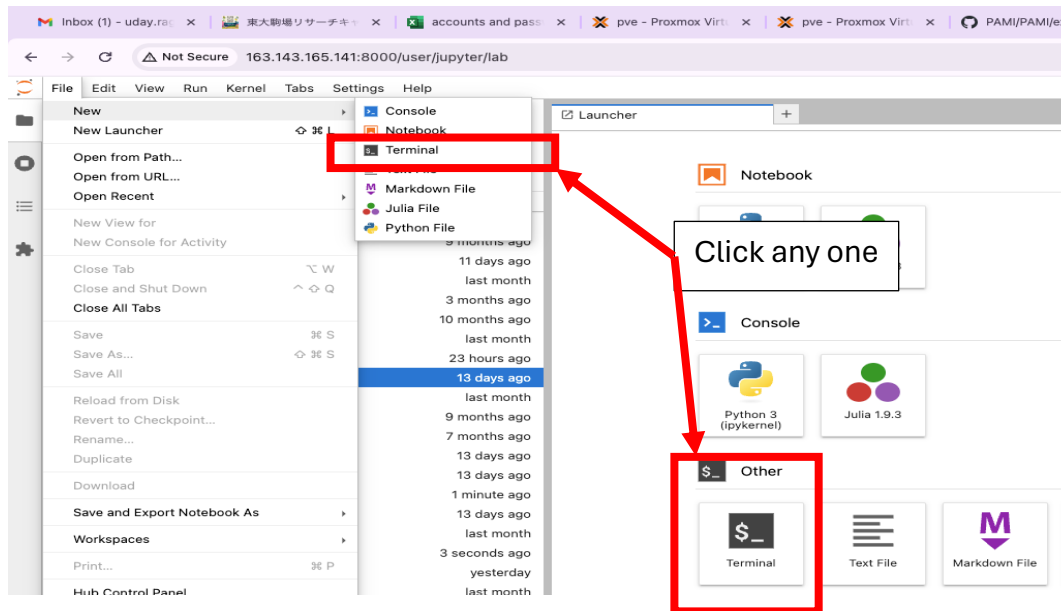 Inbox (1) - uday.rag
東大駒場リサーチキャ
accounts and pass
pve - Proxmox Virtu
pve - Proxmox Virt
PAMI/PAMI/e
Not Secure 163.143.165.141:8000/user/jupyter/lab
File Edit View Run Kernel Tabs Settings Help
New
New Launcher ⇧ ⌘ L
Open from Path...
Open from URL...
Open Recent
New View for
New Console for Activity
Close Tab ⌥ W
Close and Shut Down ^ ⇧ Q
Close All Tabs
Save ⌘ S
Save As... ⇧ ⌘ S
Save All
Reload from Disk
Revert to Checkpoint...
Rename...
Duplicate
Download
Save and Export Notebook As
Workspaces
Print... ⌘ P
Hub Control Panel
Console
Notebook
Terminal
Text File
Markdown File
Julia File
Python File
9 months ago
11 days ago
last month
3 months ago
10 months ago
last month
23 hours ago
13 days ago
last month
9 months ago
7 months ago
13 days ago
13 days ago
1 minute ago
13 days ago
last month
3 seconds ago
yesterday
last month
Launcher
Notebook
Click any one
Console
Python 3
(ipykernel)
Julia 1.9.3
$_ Other
$_
Terminal
Text File
M
Markdown File